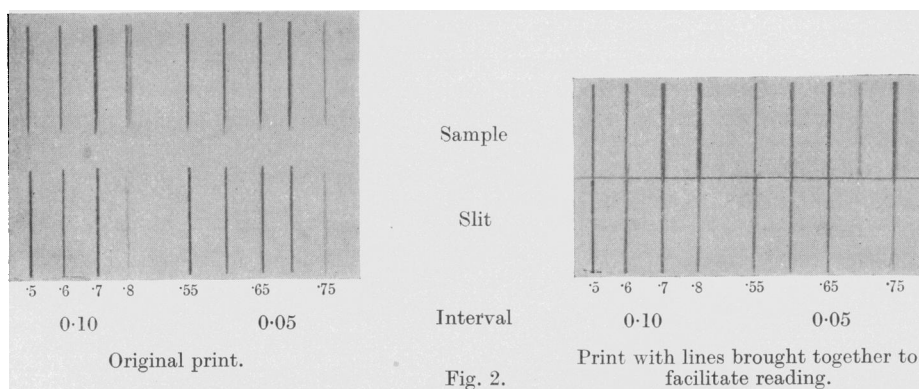 Sample
Slit
·5 ·6 ·7 ·8 ·55 ·65 ·75
0·10 0·05
Original print.
Interval
Fig. 2.
·5 ·6 ·7 ·8 ·55 ·65 ·75
0·10 0·05
Print with lines brought together to
facilitate reading.